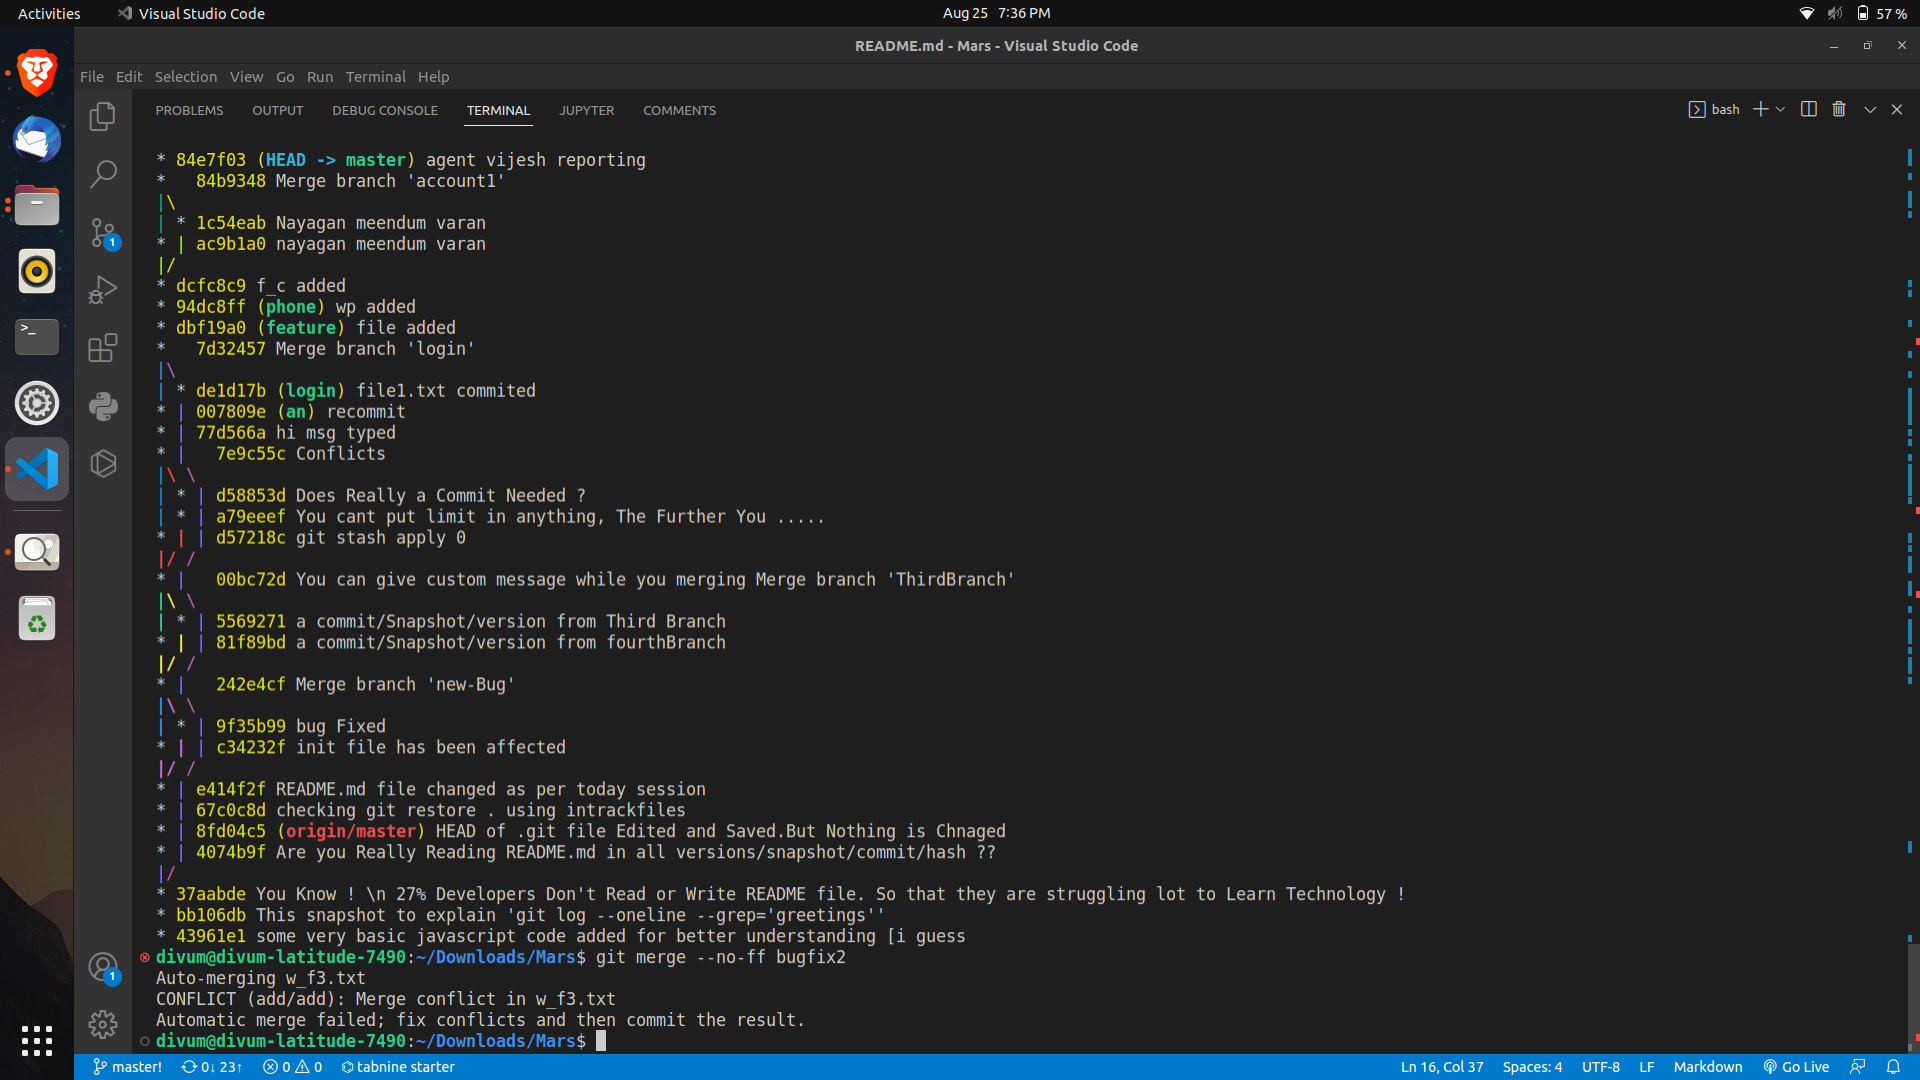 Activities Visual Studio Code Aug 25 7:36 PM 57 %
README.md - Mars - Visual Studio Code
File Edit Selection View Go Run Terminal Help
PROBLEMS OUTPUT DEBUG CONSOLE TERMINAL JUPYTER COMMENTS bash
* 84e7f03 (HEAD -> master) agent vijesh reporting
*   84b9348 Merge branch 'account1'
|\
| * 1c54eab Nayagan meendum varan
* | ac9b1a0 nayagan meendum varan
|/
* dcfc8c9 f_c added
* 94dc8ff (phone) wp added
* dbf19a0 (feature) file added
*   7d32457 Merge branch 'login'
|\
| * de1d17b (login) file1.txt commited
* | 007809e (an) recommit
* | 77d566a hi msg typed
* |   7e9c55c Conflicts
|\ \
| * | d58853d Does Really a Commit Needed ?
| * | a79eeef You cant put limit in anything, The Further You .....
* | | d57218c git stash apply 0
|/ /
* |   00bc72d You can give custom message while you merging Merge branch 'ThirdBranch'
|\ \
| * | 5569271 a commit/Snapshot/version from Third Branch
* | | 81f89bd a commit/Snapshot/version from fourthBranch
|/ /
* |   242e4cf Merge branch 'new-Bug'
|\ \
| * | 9f35b99 bug Fixed
* | | c34232f init file has been affected
|/ /
* | e414f2f README.md file changed as per today session
* | 67c0c8d checking git restore . using intrackfiles
* | 8fd04c5 (origin/master) HEAD of .git file Edited and Saved.But Nothing is Chnaged
* | 4074b9f Are you Really Reading README.md in all versions/snapshot/commit/hash ??
|/
* 37aabde You Know ! \n 27% Developers Don't Read or Write README file. So that they are struggling lot to Learn Technology !
* bb106db This snapshot to explain 'git log --oneline --grep='greetings''
* 43961e1 some very basic javascript code added for better understanding [i guess
divum@divum-latitude-7490:~/Downloads/Mars$ git merge --no-ff bugfix2
Auto-merging w_f3.txt
CONFLICT (add/add): Merge conflict in w_f3.txt
Automatic merge failed; fix conflicts and then commit the result.
divum@divum-latitude-7490:~/Downloads/Mars$
1
1
master! 0↓ 23↑ 0 0 tabnine starter Ln 16, Col 37 Spaces: 4 UTF-8 LF Markdown Go Live